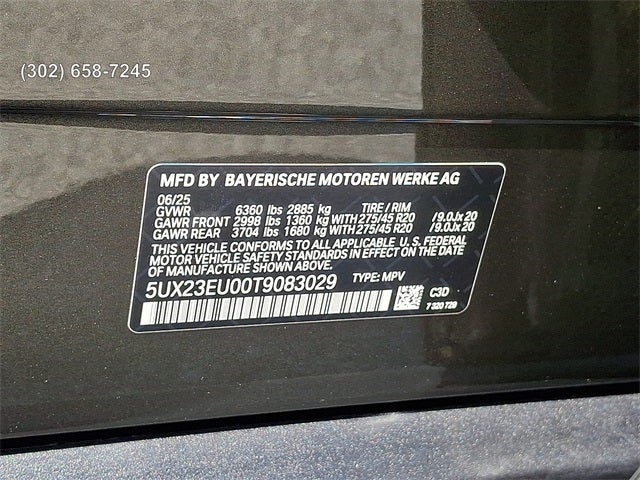 (302) 658-7245
MFD BY BAYERISCHE MOTOREN WERKE AG
06/25
GVWR 6360 lbs 2885 kg TIRE / RIM
GAWR FRONT 2998 lbs 1360 kg WITH 275/45 R20 /9.0Jx20
GAWR REAR 3704 lbs 1680 kg WITH 275/45 R20 /9.0Jx20
THIS VEHICLE CONFORMS TO ALL APPLICABLE U. S. FEDERAL
MOTOR VEHICLE SAFETY STANDARDS IN EFFECT ON THE DATE
OF MANUFACTURE SHOWN ABOVE.
5UX23EU00T9083029 TYPE: MPV
C3D
7 320 729